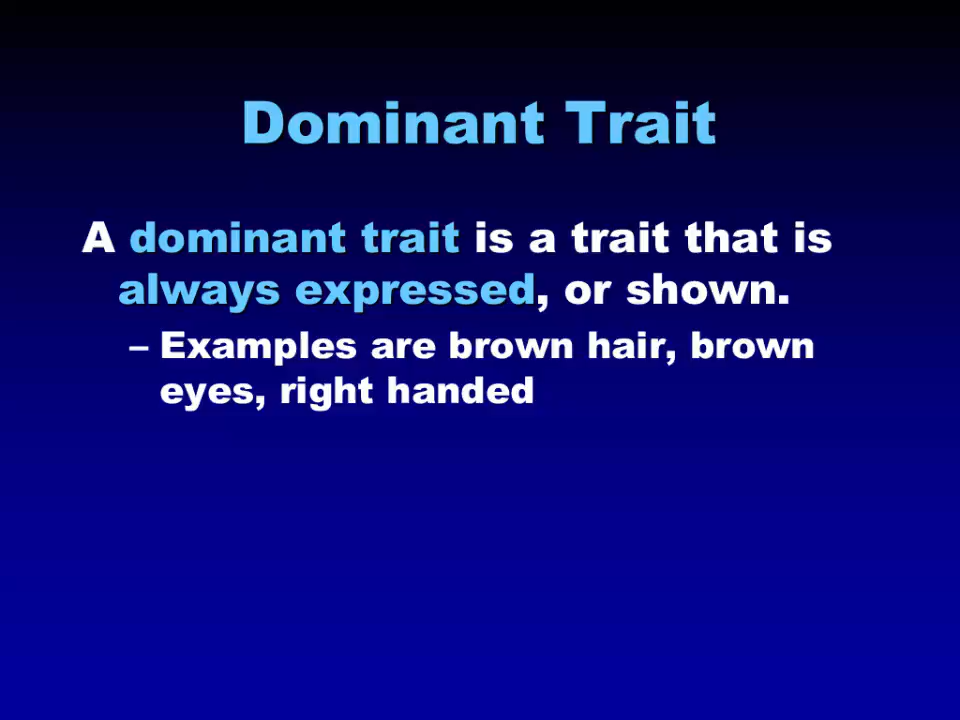 Dominant Trait
A dominant trait is a trait that is
always expressed, or shown.
– Examples are brown hair, brown
eyes, right handed